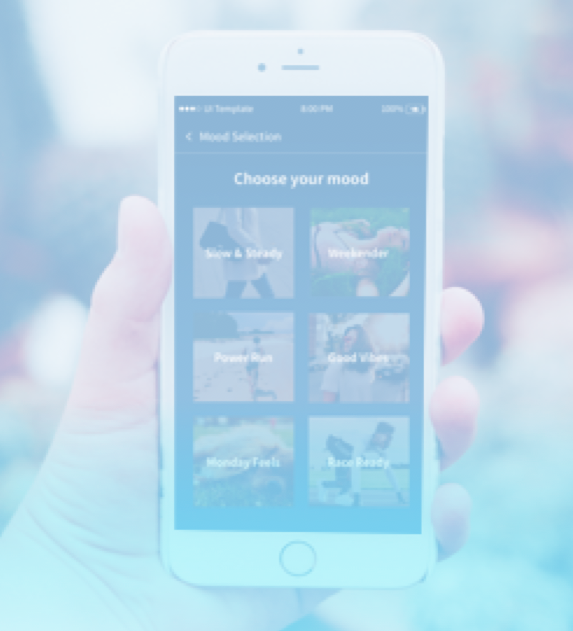 UI Template 8:00 PM 100%
Mood Selection
Choose your mood
Slow & Steady Weekender
Power Run Good Vibes
Monday Feels Race Ready